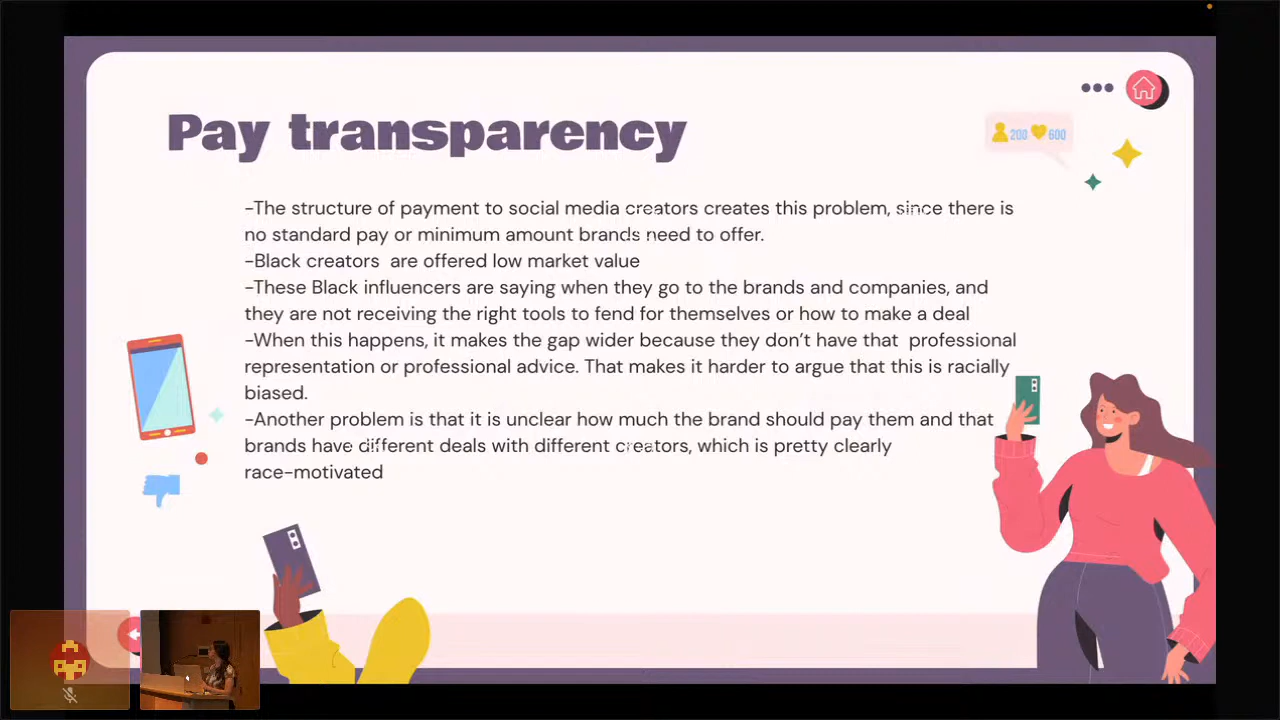 Pay transparency
200 600
-The structure of payment to social media creators creates this problem, since there is
no standard pay or minimum amount brands need to offer.
-Black creators  are offered low market value
-These Black influencers are saying when they go to the brands and companies, and
they are not receiving the right tools to fend for themselves or how to make a deal
-When this happens, it makes the gap wider because they don’t have that  professional
representation or professional advice. That makes it harder to argue that this is racially
biased.
-Another problem is that it is unclear how much the brand should pay them and that
brands have different deals with different creators, which is pretty clearly
race-motivated